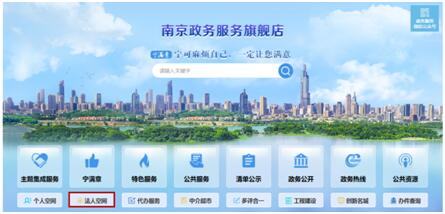 南京政务服务旗舰店
宁满意 宁可麻烦自己，一定让您满意
请输入关键字
主题集成服务 宁满意 特色服务 公共服务 清单公示 政务公开 政务热线 公共资源
个人空间 法人空间 代办服务 中介超市 多评合一 工程建设 创新名城 办件查询